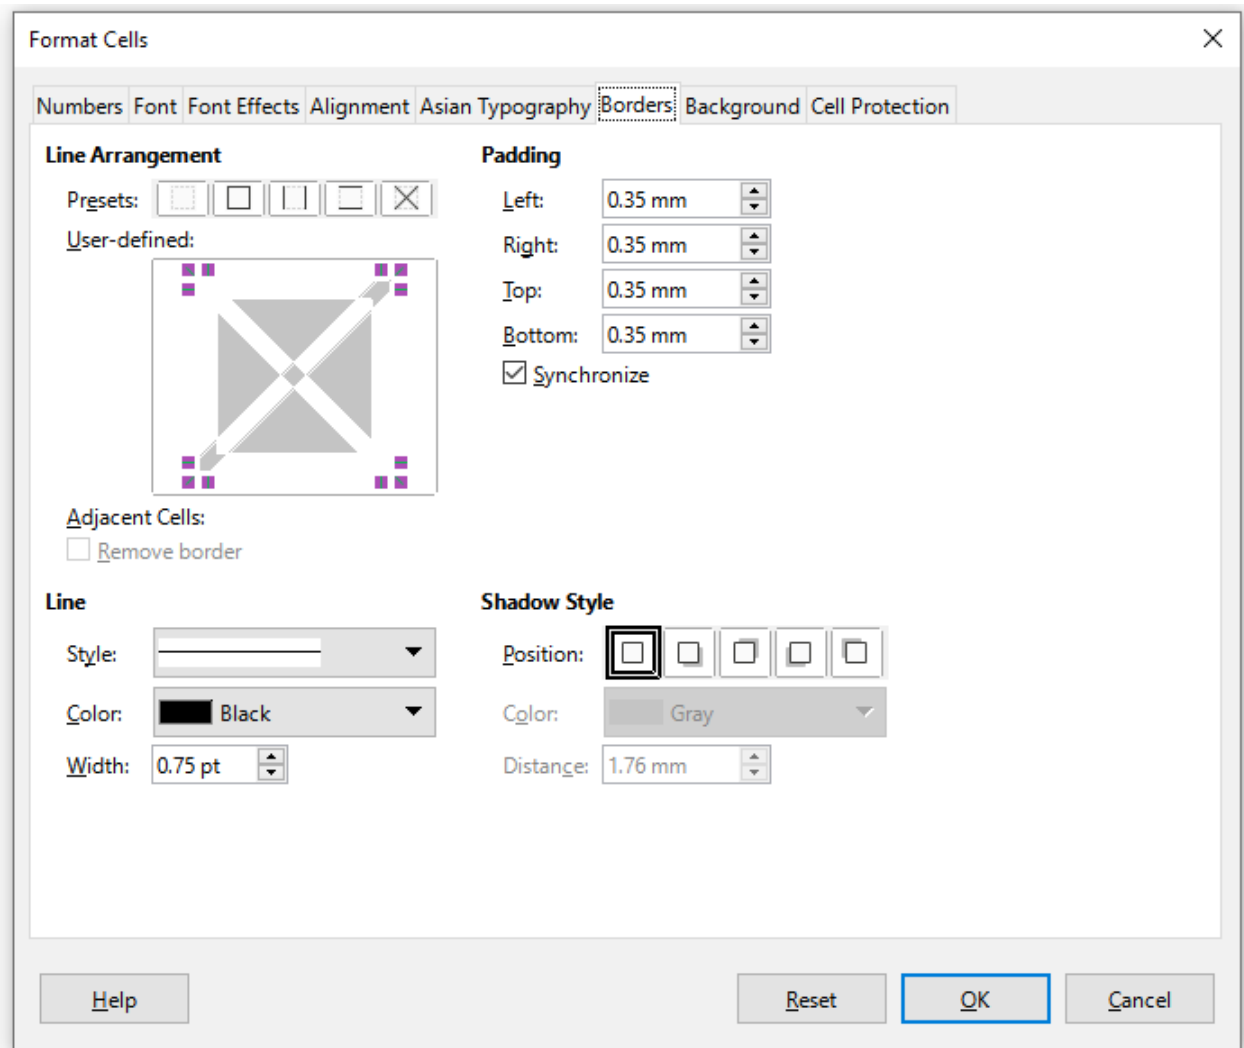 Format Cells
Numbers Font Font Effects Alignment Asian Typography Borders Background Cell Protection
Line Arrangement
Presets:
User-defined:
Adjacent Cells:
Remove border
Padding
Left: 0.35 mm
Right: 0.35 mm
Top: 0.35 mm
Bottom: 0.35 mm
Synchronize
Line
Style:
Color: Black
Width: 0.75 pt
Shadow Style
Position:
Color: Gray
Distance: 1.76 mm
Help Reset OK Cancel